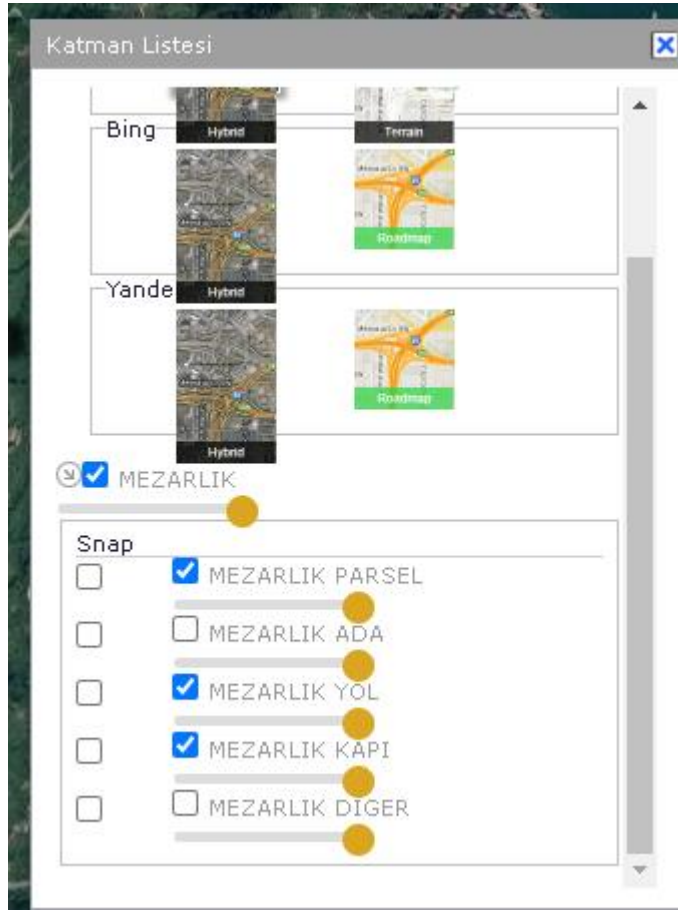 Katman Listesi
Hybrid
Terrain
Bing
Hybrid
Roadmap
Yande
Hybrid
Roadmap
MEZARLIK
Snap
MEZARLIK PARSEL
MEZARLIK ADA
MEZARLIK YOL
MEZARLIK KAPI
MEZARLIK DIGER